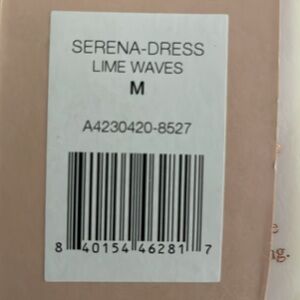 SERENA-DRESS
LIME WAVES
M
A4230420-8527
8 40154 46281 7